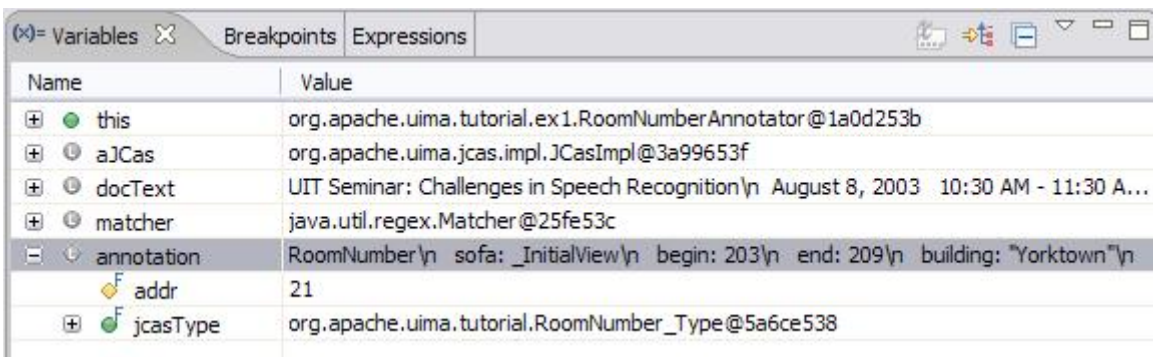 (x)= Variables Breakpoints Expressions
Name Value
this org.apache.uima.tutorial.ex1.RoomNumberAnnotator@1a0d253b
aJCas org.apache.uima.jcas.impl.JCasImpl@3a99653f
docText UIT Seminar: Challenges in Speech Recognition\n August 8, 2003 10:30 AM - 11:30 A...
matcher java.util.regex.Matcher@25fe53c
annotation RoomNumber\n sofa: _InitialView\n begin: 203\n end: 209\n building: "Yorktown"\n
F addr 21
F jcasType org.apache.uima.tutorial.RoomNumber_Type@5a6ce538